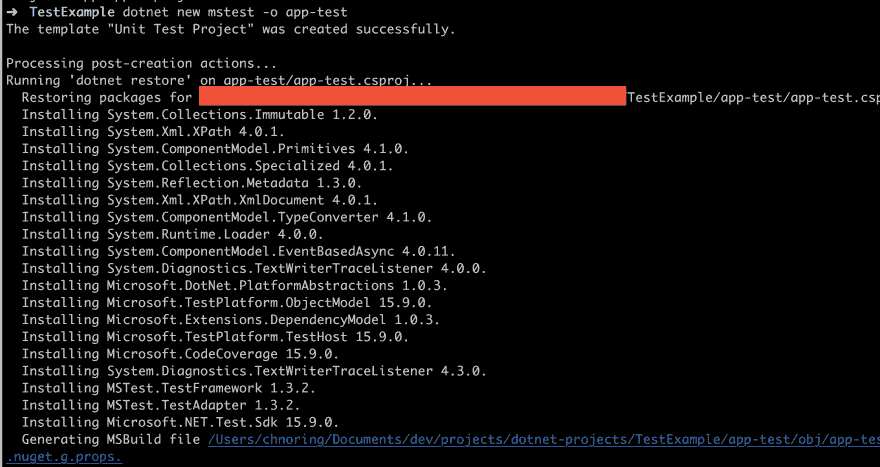 ➜ TestExample dotnet new mstest -o app-test
The template "Unit Test Project" was created successfully.
Processing post-creation actions...
Running 'dotnet restore' on app-test/app-test.csproj...
Restoring packages for TestExample/app-test/app-test.csp
Installing System.Collections.Immutable 1.2.0.
Installing System.Xml.XPath 4.0.1.
Installing System.ComponentModel.Primitives 4.1.0.
Installing System.Collections.Specialized 4.0.1.
Installing System.Reflection.Metadata 1.3.0.
Installing System.Xml.XPath.XmlDocument 4.0.1.
Installing System.ComponentModel.TypeConverter 4.1.0.
Installing System.Runtime.Loader 4.0.0.
Installing System.ComponentModel.EventBasedAsync 4.0.11.
Installing System.Diagnostics.TextWriterTraceListener 4.0.0.
Installing Microsoft.DotNet.PlatformAbstractions 1.0.3.
Installing Microsoft.TestPlatform.ObjectModel 15.9.0.
Installing Microsoft.Extensions.DependencyModel 1.0.3.
Installing Microsoft.TestPlatform.TestHost 15.9.0.
Installing Microsoft.CodeCoverage 15.9.0.
Installing System.Diagnostics.TextWriterTraceListener 4.3.0.
Installing MSTest.TestFramework 1.3.2.
Installing MSTest.TestAdapter 1.3.2.
Installing Microsoft.NET.Test.Sdk 15.9.0.
Generating MSBuild file /Users/chnoring/Documents/dev/projects/dotnet-projects/TestExample/app-test/obj/app-tes
.nuget.g.props.